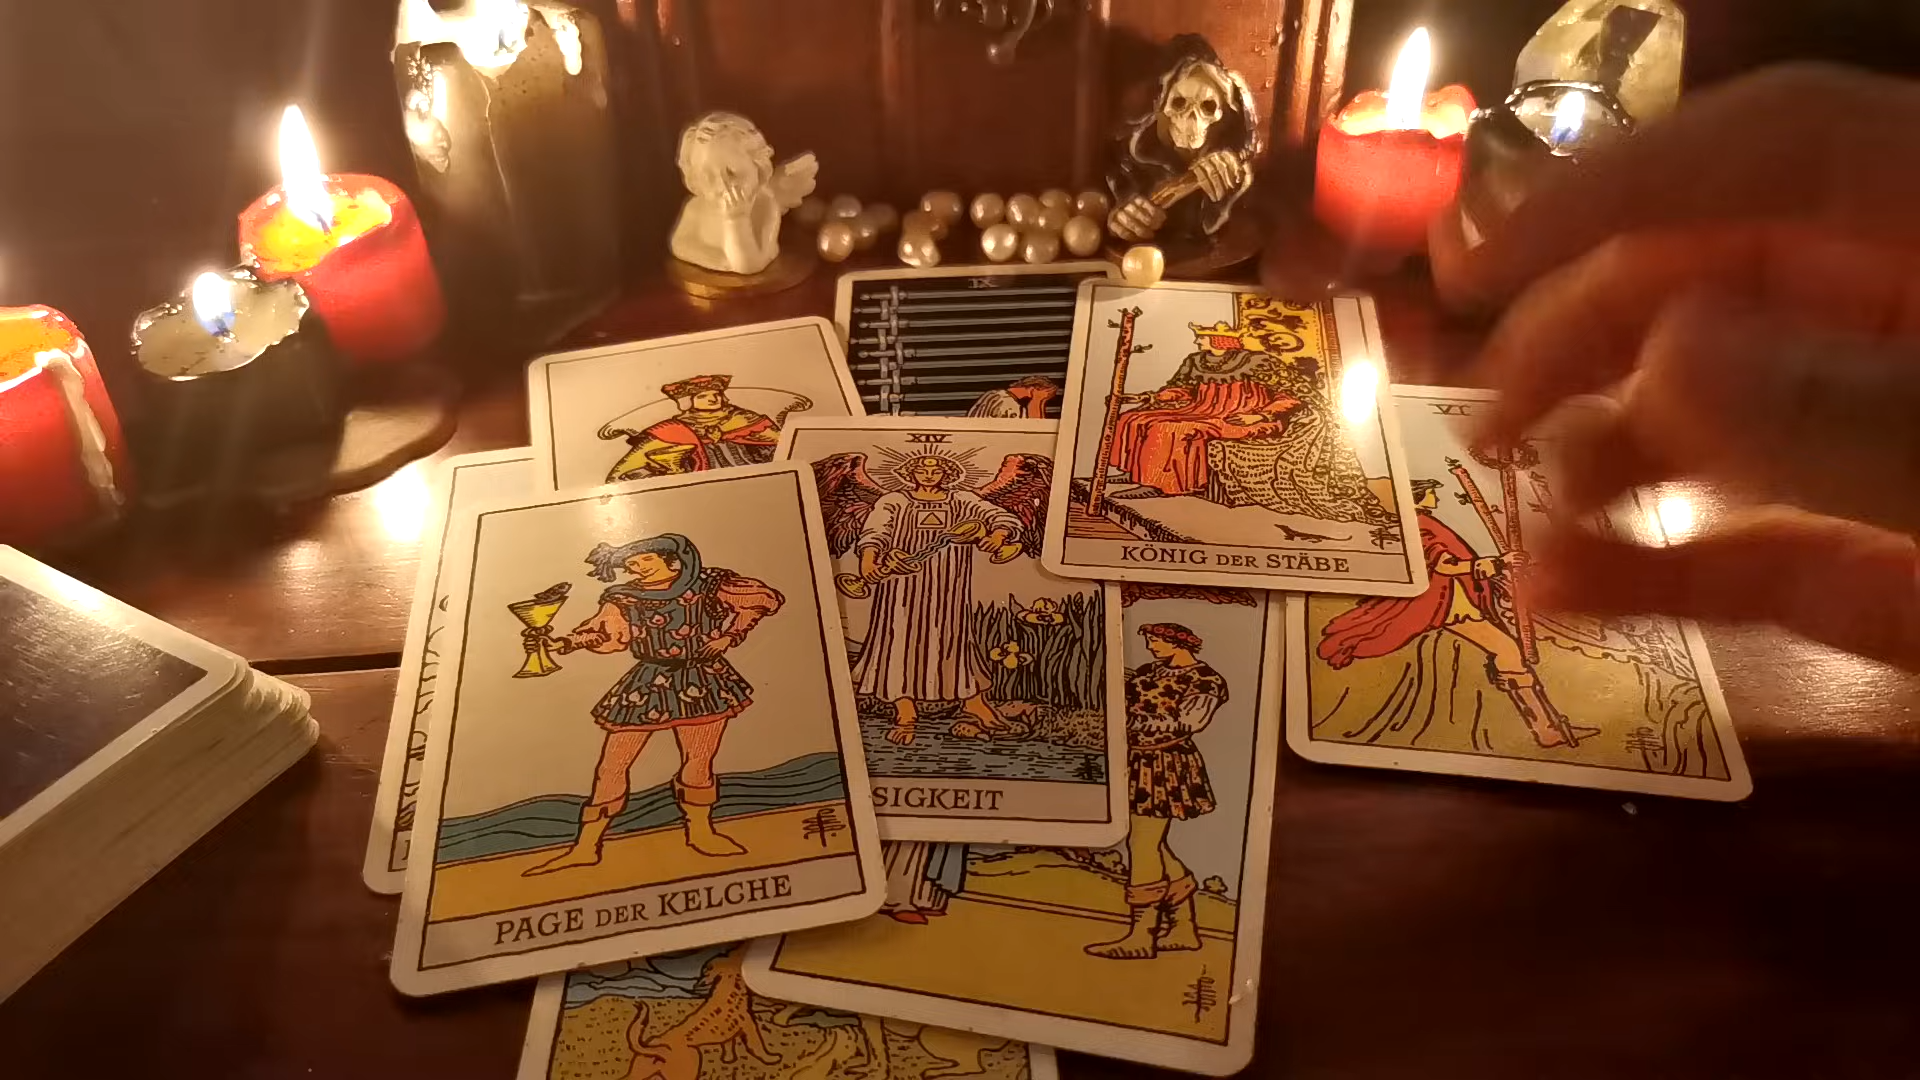 IX
XIV
VI
KÖNIG DER STÄBE
SIGKEIT
PAGE DER KELCHE